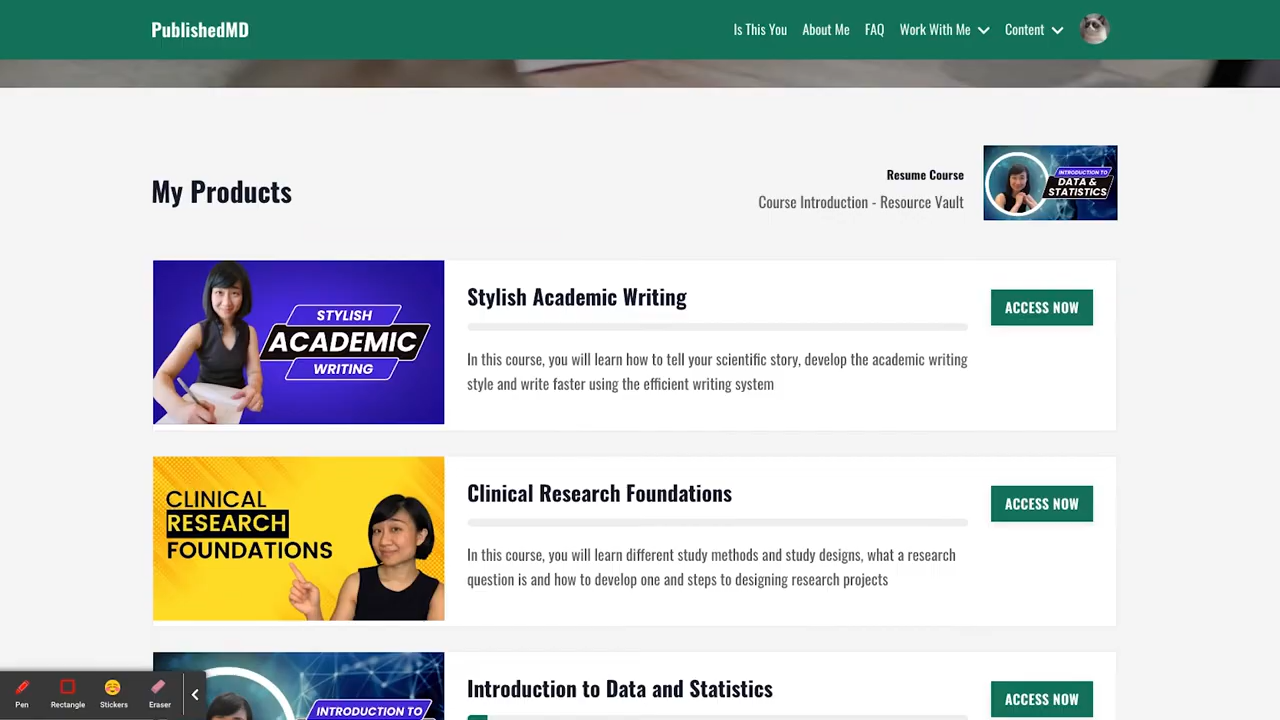 PublishedMD
Is This You
About Me
FAQ
Work With Me
Content
My Products
Resume Course
Course Introduction - Resource Vault
INTRODUCTION TO
DATA &
STATISTICS
STYLISH
ACADEMIC
WRITING
Stylish Academic Writing
ACCESS NOW
In this course, you will learn how to tell your scientific story, develop the academic writing
style and write faster using the efficient writing system
CLINICAL
RESEARCH
FOUNDATIONS
Clinical Research Foundations
ACCESS NOW
In this course, you will learn different study methods and study designs, what a research
question is and how to develop one and steps to designing research projects
INTRODUCTION TO
Introduction to Data and Statistics
ACCESS NOW
Pen
Rectangle
Stickers
Eraser